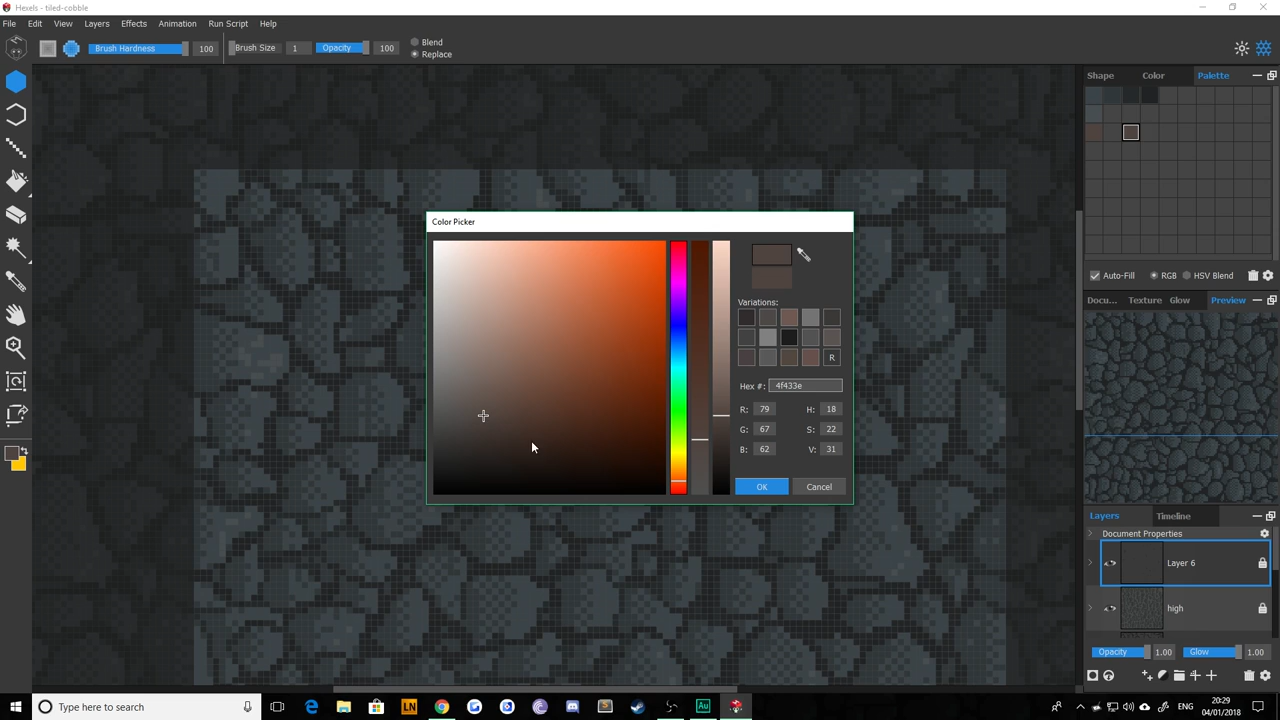 Hexels - tiled-cobble
File Edit View Layers Effects Animation Run Script Help
Brush Hardness 100 Brush Size 1 Opacity 100 Blend
Replace
Shape Color Palette
Auto-Fill RGB HSV Blend
Docu... Texture Glow Preview
Layers Timeline
Document Properties
Layer 6
high
Opacity 1.00 Glow 1.00
Color Picker
Variations:
R
Hex #: 4f433e
R: 79 H: 18
G: 67 S: 22
B: 62 V: 31
OK Cancel
Type here to search
LN
Au
ENG
20:29
04/01/2018